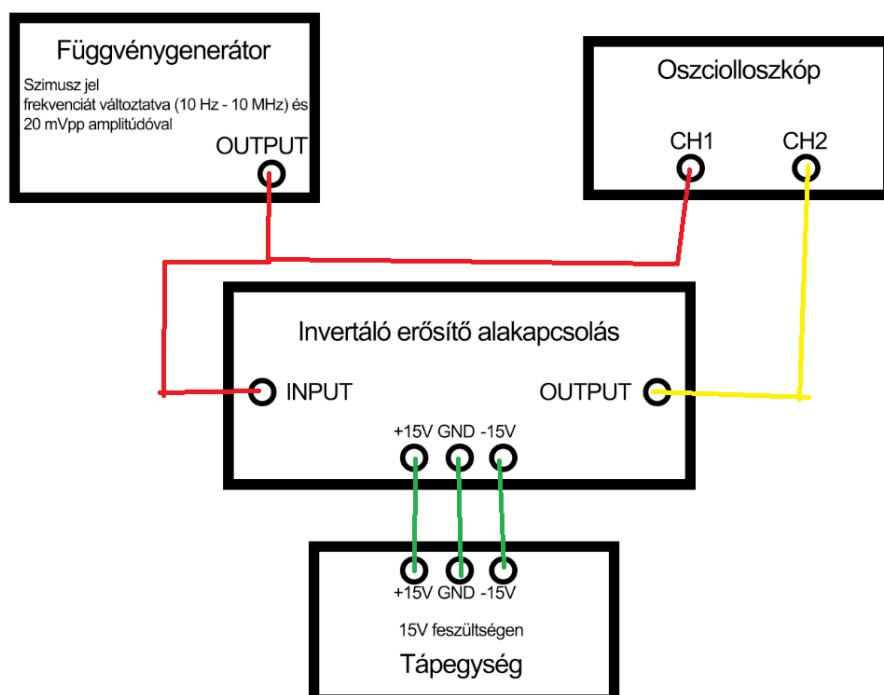 Függvénygenerátor
Szimusz jel
frekvenciát változtatva (10 Hz - 10 MHz) és
20 mVpp amplitúdóval
OUTPUT
Oszciolloszkóp
CH1 CH2
Invertáló erősítő alakapcsolás
INPUT OUTPUT
+15V GND -15V
+15V GND -15V
15V feszültségen
Tápegység